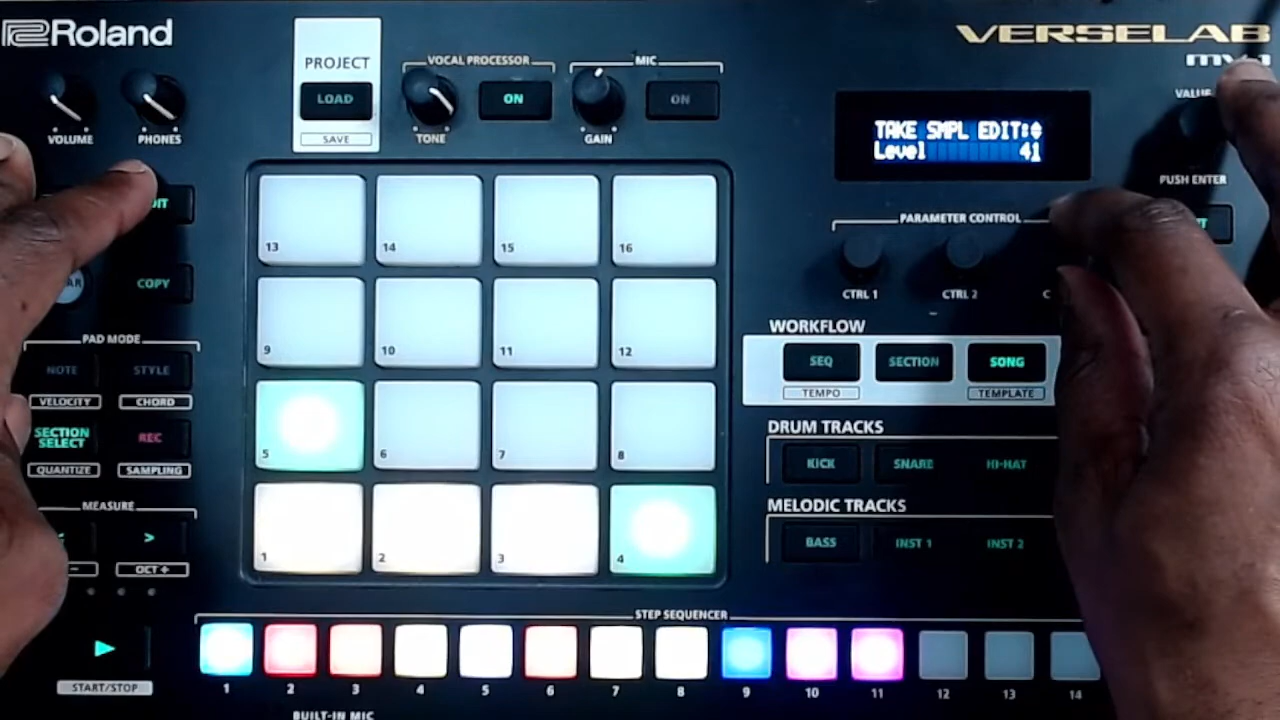 Roland
VERSELAB
PROJECT
LOAD
SAVE
VOCAL PROCESSOR
ON
TONE
MIC
ON
GAIN
VOLUME
PHONES
VALUE
TAKE SMPL EDIT:
Level 41
PUSH ENTER
COPY
PARAMETER CONTROL
CTRL 1
CTRL 2
PAD MODE
NOTE
STYLE
VELOCITY
CHORD
SECTION
SELECT
REC
QUANTIZE
SAMPLING
MEASURE
>
OCT +
START/STOP
13
14
15
16
9
10
11
12
5
6
7
8
1
2
3
4
WORKFLOW
SEQ
SECTION
SONG
TEMPO
TEMPLATE
DRUM TRACKS
KICK
SNARE
HI-HAT
MELODIC TRACKS
BASS
INST 1
INST 2
STEP SEQUENCER
1
2
3
4
5
6
7
8
9
10
11
12
13
14
BUILT-IN MIC